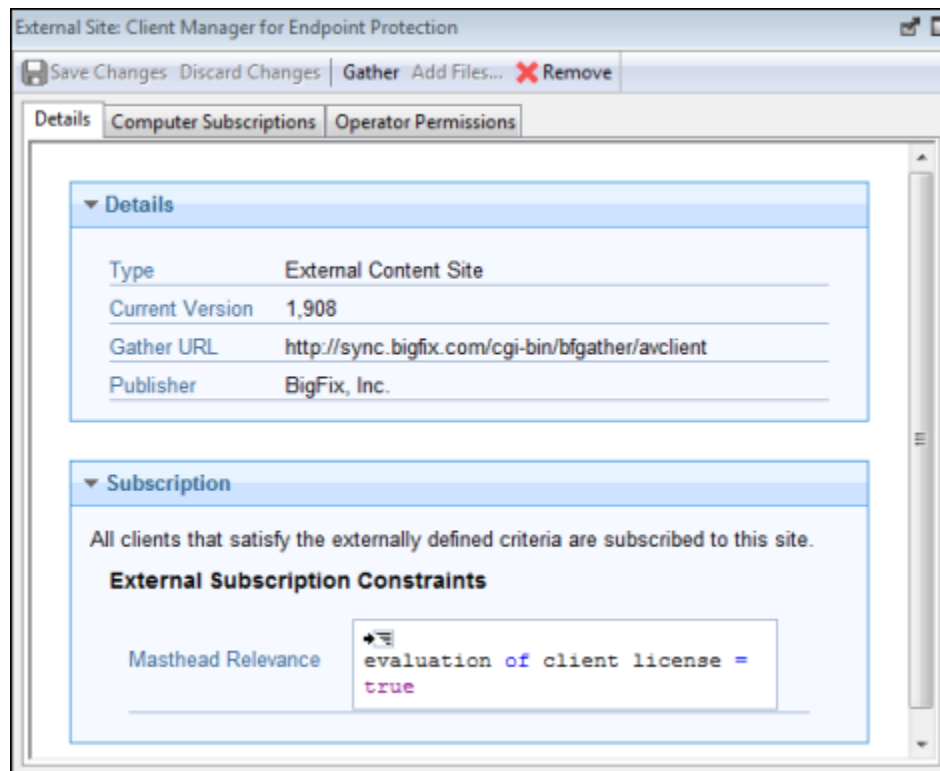 External Site: Client Manager for Endpoint Protection
Save Changes Discard Changes Gather Add Files... Remove
Details Computer Subscriptions Operator Permissions
Details
Type External Content Site
Current Version 1,908
Gather URL http://sync.bigfix.com/cgi-bin/bfgather/avclient
Publisher BigFix, Inc.
Subscription
All clients that satisfy the externally defined criteria are subscribed to this site.
External Subscription Constraints
Masthead Relevance evaluation of client license =
true